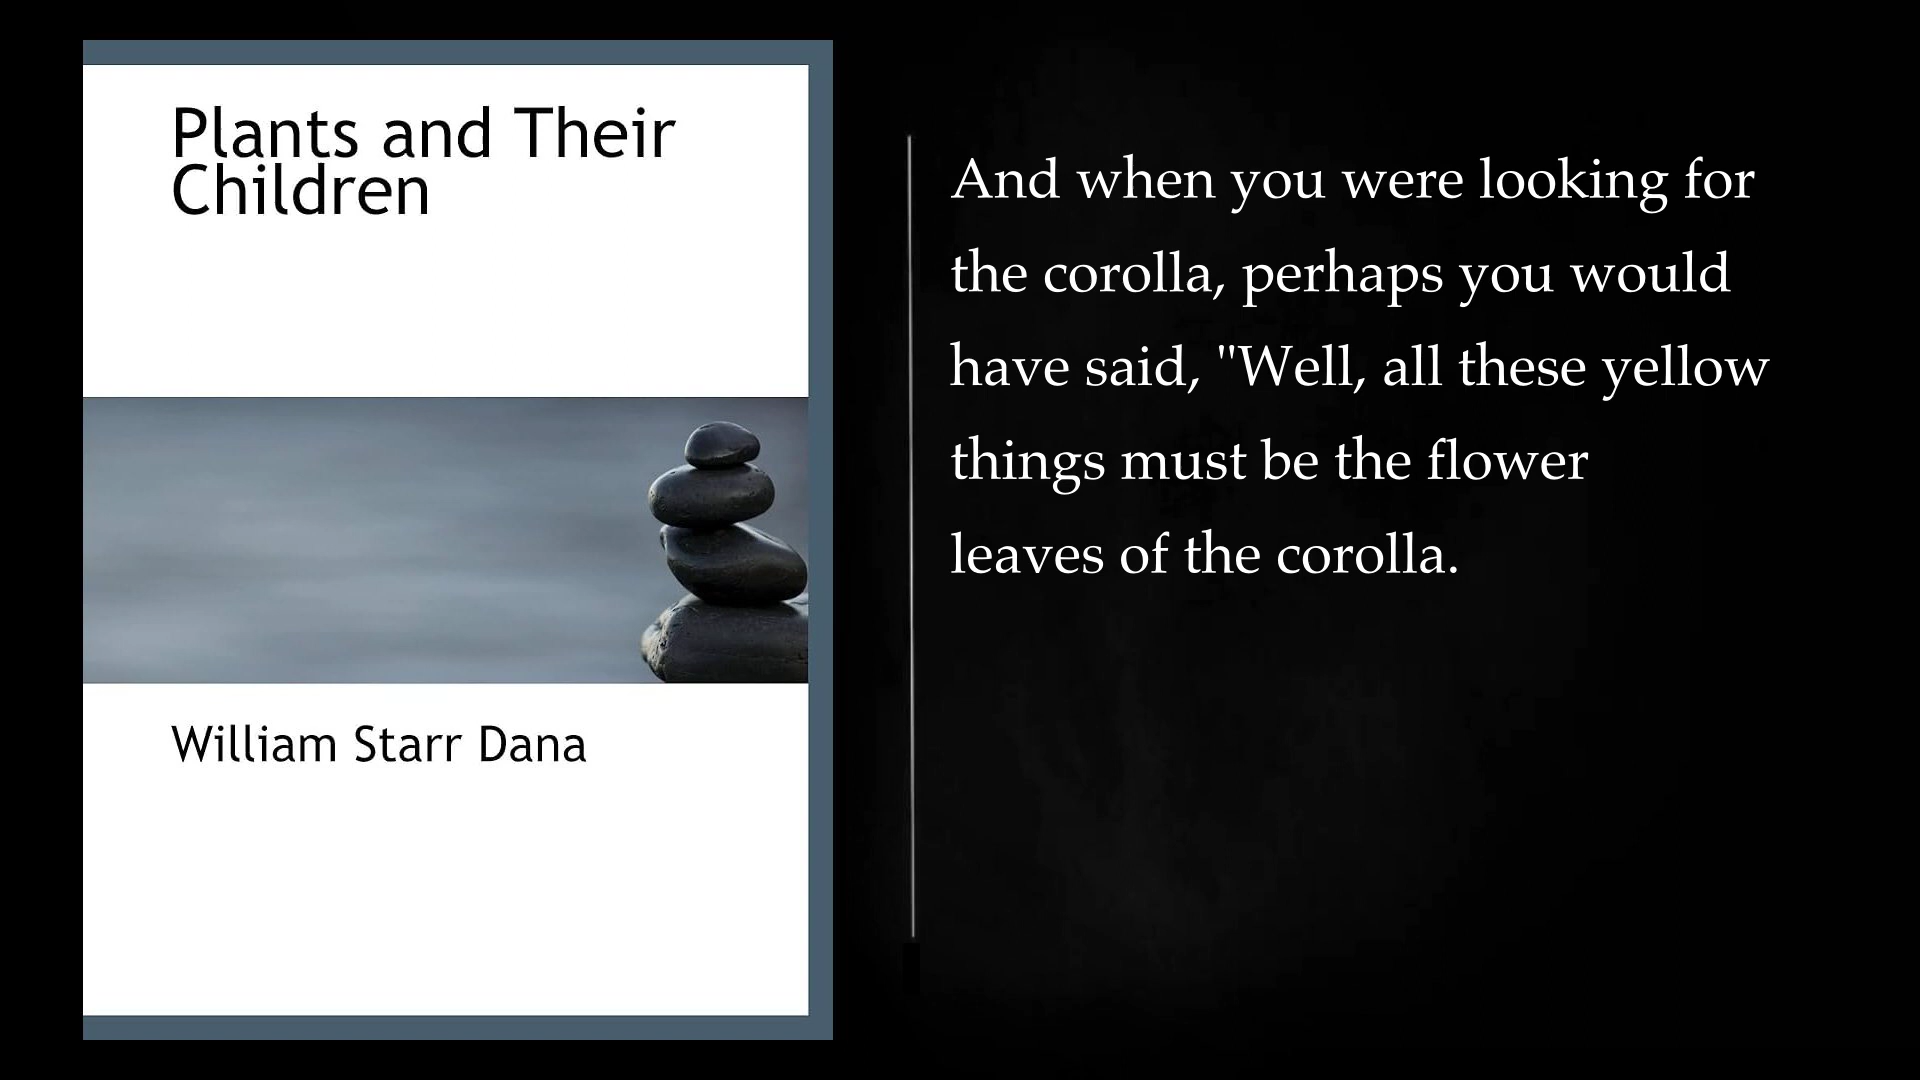 Plants and Their
Children
William Starr Dana
And when you were looking for
the corolla, perhaps you would
have said, "Well, all these yellow
things must be the flower
leaves of the corolla.